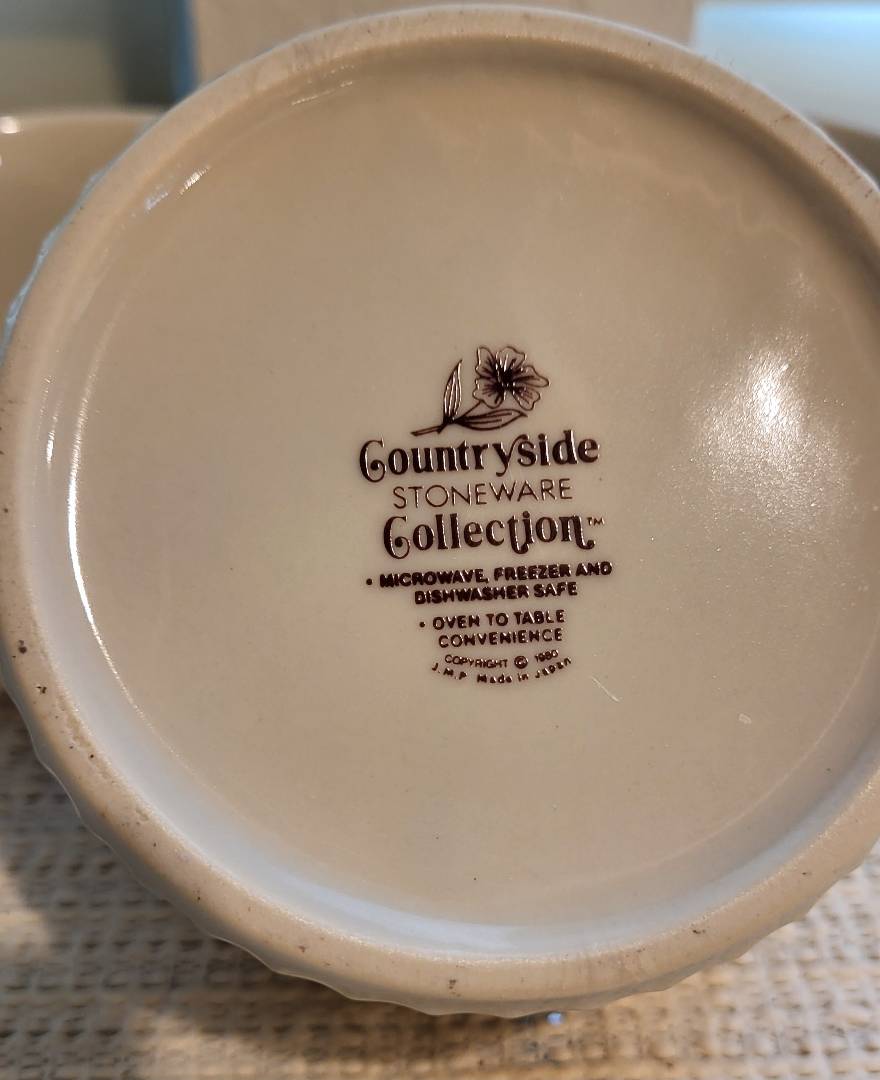 Countryside
STONEWARE
Collection™
• MICROWAVE, FREEZER AND
DISHWASHER SAFE
• OVEN TO TABLE
CONVENIENCE
COPYRIGHT © 1980
J.M.P Made in Japan